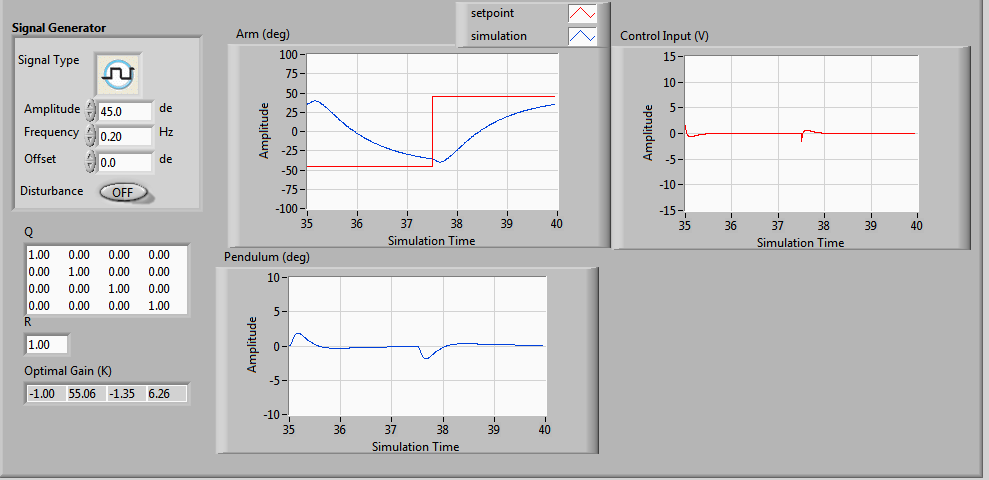 setpoint
simulation
Signal Generator
Signal Type
Amplitude 45.0 de
Frequency 0.20 Hz
Offset 0.0 de
Disturbance OFF
Arm (deg)
Amplitude
100
75
50
25
0
-25
-50
-75
-100
35 36 37 38 39 40
Simulation Time
Control Input (V)
Amplitude
15
10
5
0
-5
-10
-15
35 36 37 38 39 40
Simulation Time
Q
1.00 0.00 0.00 0.00
0.00 1.00 0.00 0.00
0.00 0.00 1.00 0.00
0.00 0.00 0.00 1.00
R
1.00
Optimal Gain (K)
-1.00 55.06 -1.35 6.26
Pendulum (deg)
Amplitude
10
5
0
-5
-10
35 36 37 38 39 40
Simulation Time